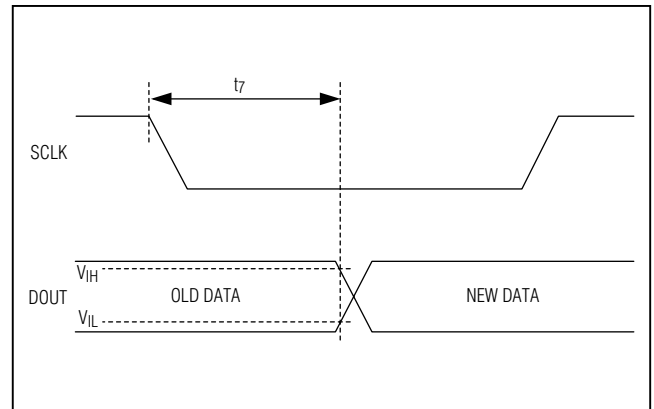 t7
SCLK
VIH
DOUT
OLD DATA
NEW DATA
VIL